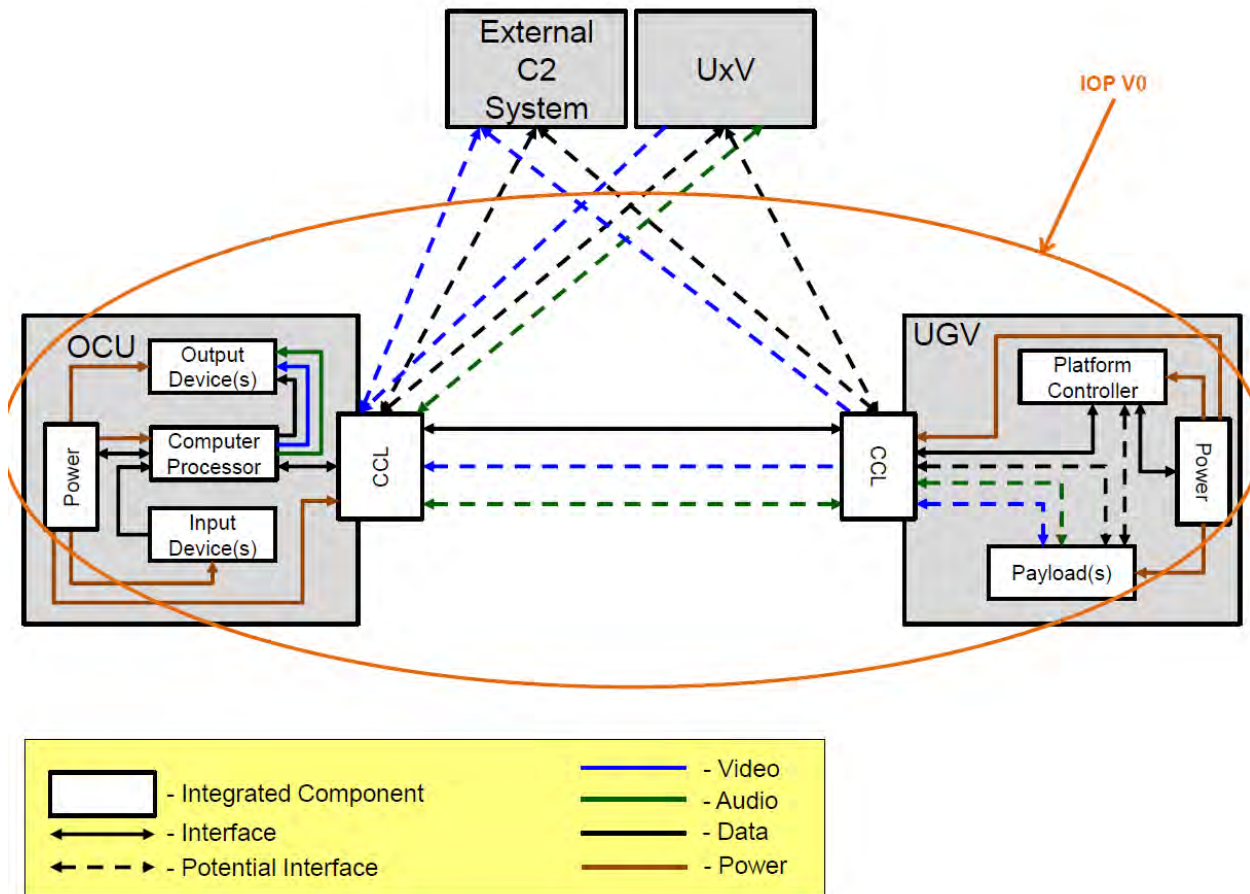 External
C2
System
UxV
IOP V0
OCU
Output
Device(s)
Power
Computer
Processor
Input
Device(s)
CCL
CCL
UGV
Platform
Controller
Power
Payload(s)
- Integrated Component
- Interface
- Potential Interface
- Video
- Audio
- Data
- Power